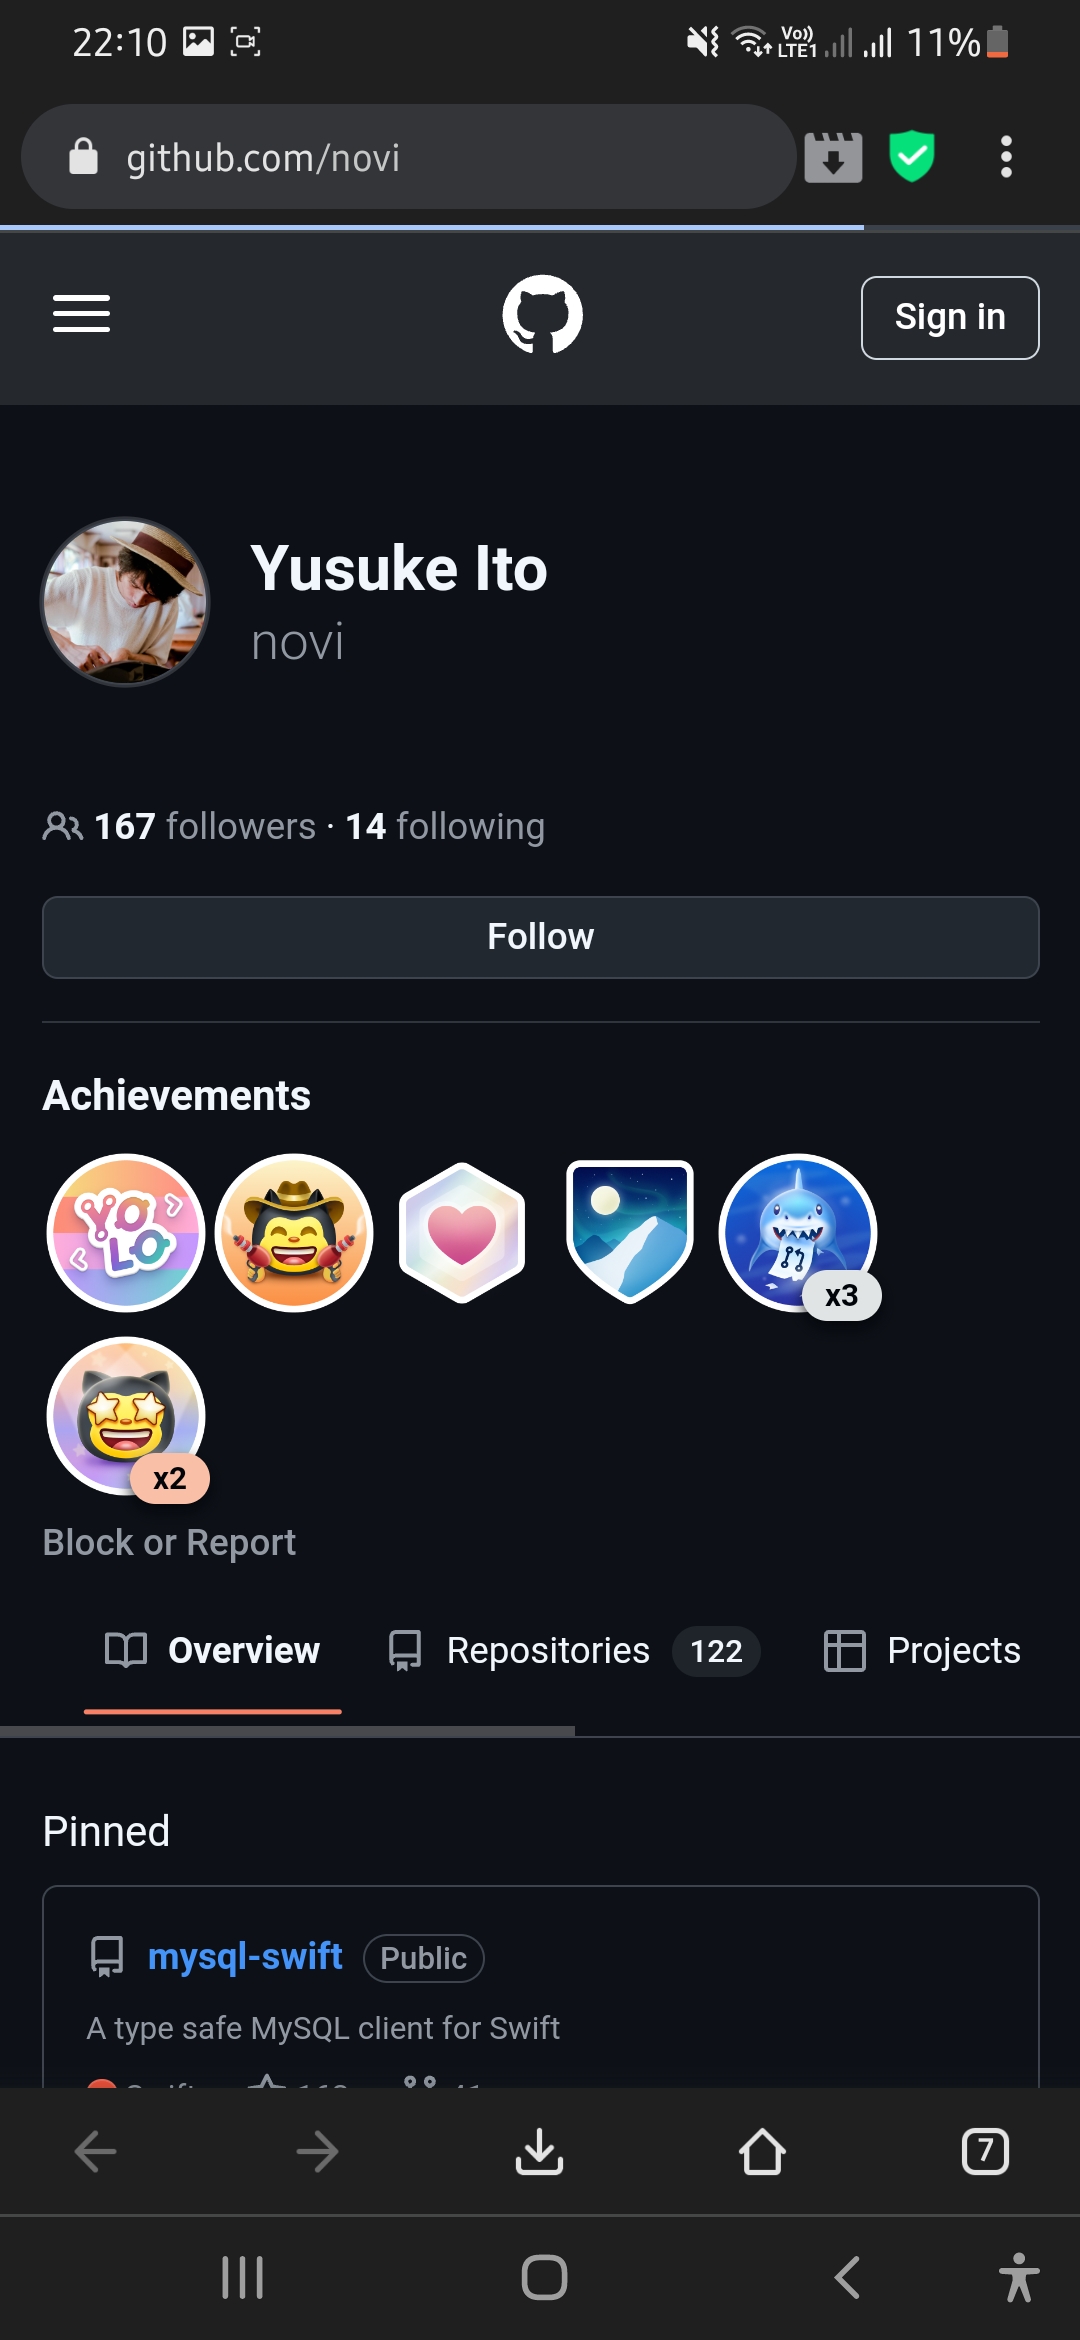 22:10
Vo)) LTE1
11%
github.com/novi
Sign in
Yusuke Ito
novi
167 followers · 14 following
Follow
Achievements
YOLO
x3
x2
Block or Report
Overview Repositories 122 Projects
Pinned
mysql-swift Public
A type safe MySQL client for Swift
7